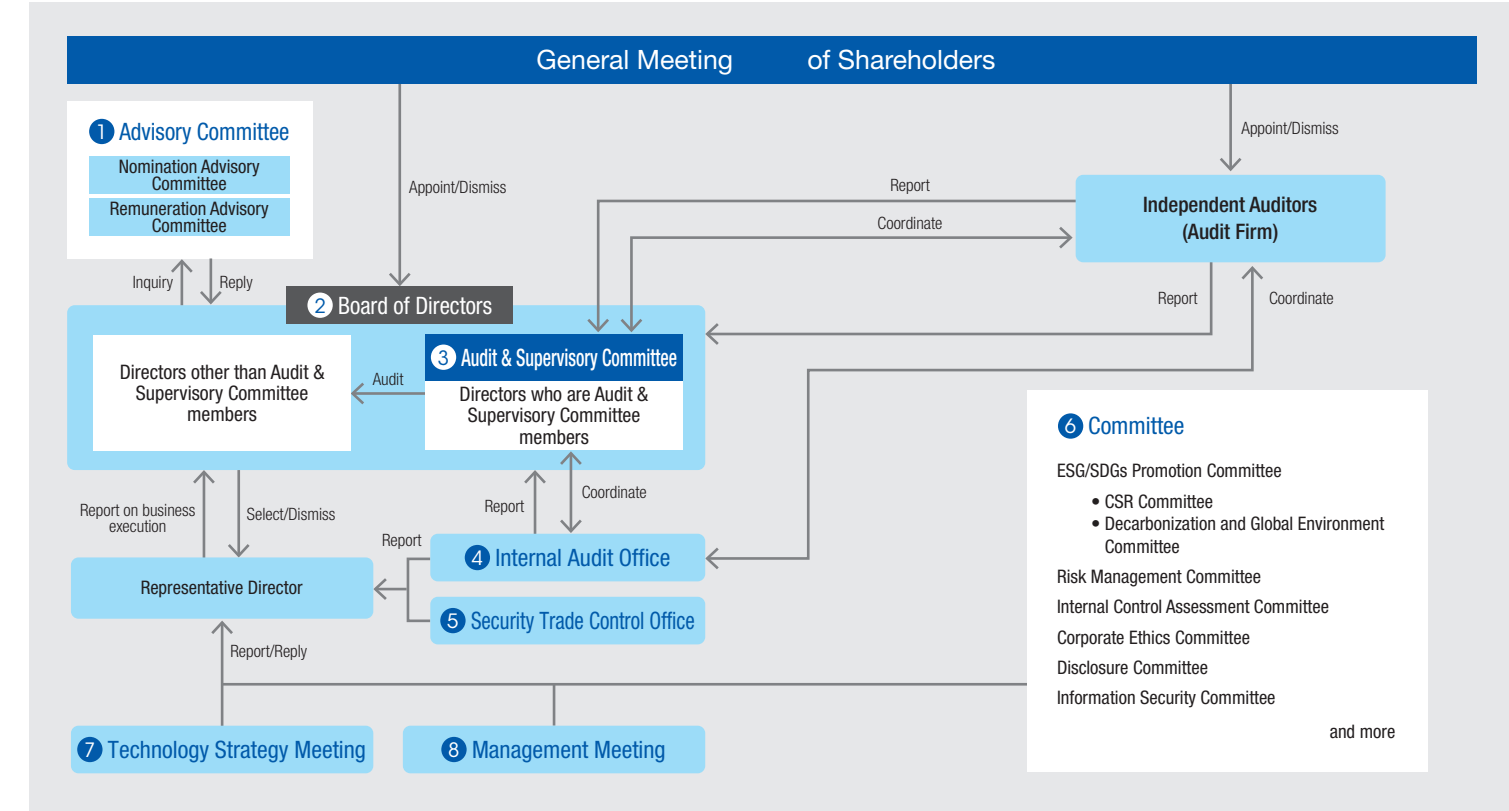 General Meeting of Shareholders
1 Advisory Committee
Nomination Advisory
Committee
Remuneration Advisory
Committee
Appoint/Dismiss
Appoint/Dismiss
Report
Coordinate
Independent Auditors
(Audit Firm)
Inquiry
Reply
Report
Coordinate
2 Board of Directors
3 Audit & Supervisory Committee
Directors other than Audit &
Supervisory Committee
members
Audit
Directors who are Audit &
Supervisory Committee
members
Report on business
execution
Select/Dismiss
Report
Coordinate
Report
4 Internal Audit Office
Representative Director
5 Security Trade Control Office
Report/Reply
6 Committee
ESG/SDGs Promotion Committee
• CSR Committee
• Decarbonization and Global Environment
Committee
Risk Management Committee
Internal Control Assessment Committee
Corporate Ethics Committee
Disclosure Committee
Information Security Committee
and more
7 Technology Strategy Meeting
8 Management Meeting